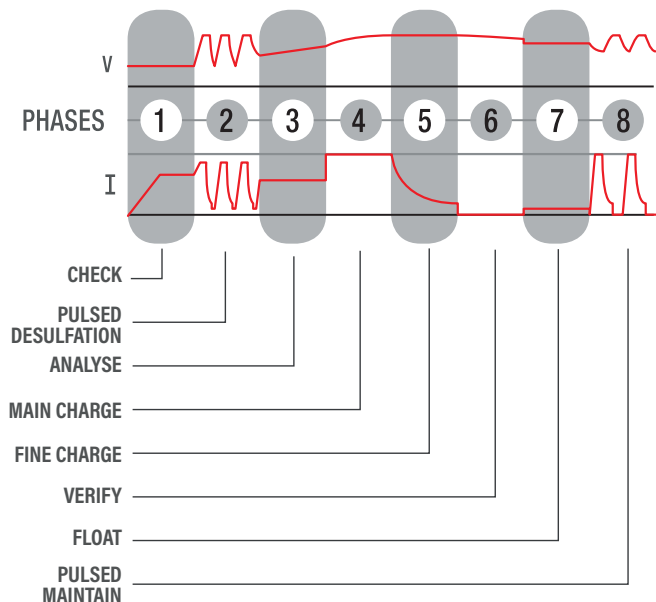 V
PHASES
1 2 3 4 5 6 7 8
I
CHECK
PULSED
DESULFATION
ANALYSE
MAIN CHARGE
FINE CHARGE
VERIFY
FLOAT
PULSED
MAINTAIN